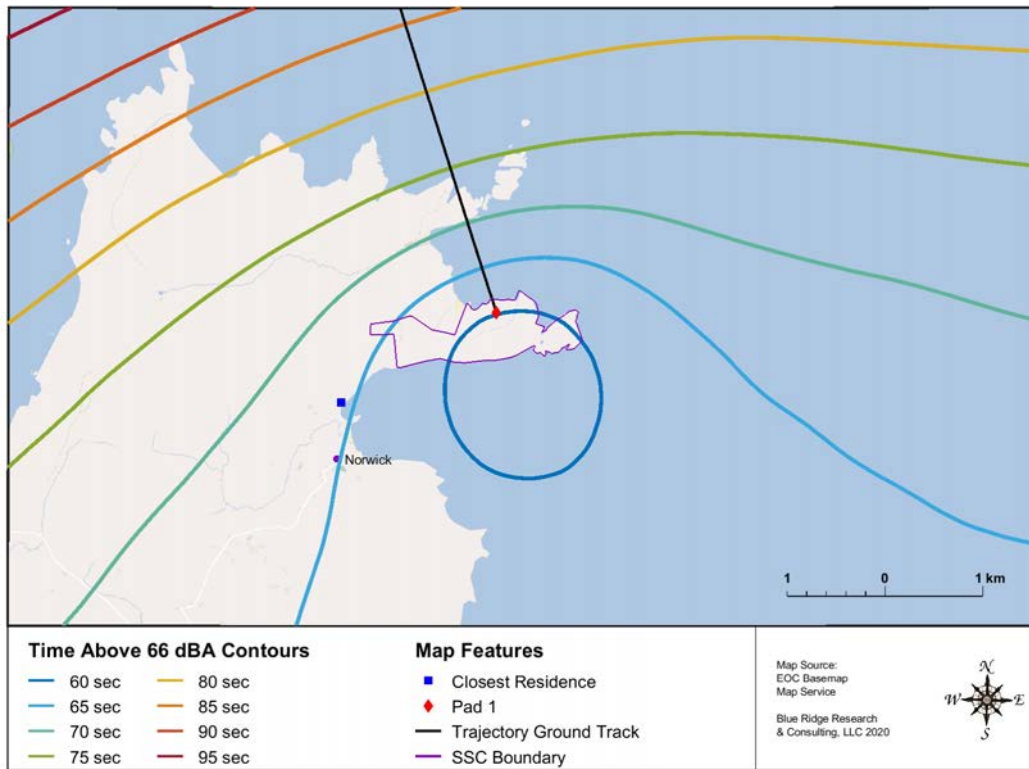 Norwick
1 0 1 km
Time Above 66 dBA Contours
60 sec
65 sec
70 sec
75 sec
80 sec
85 sec
90 sec
95 sec
Map Features
Closest Residence
Pad 1
Trajectory Ground Track
SSC Boundary
Map Source:
EOC Basemap
Map Service
Blue Ridge Research
& Consulting, LLC 2020
N
W E
S